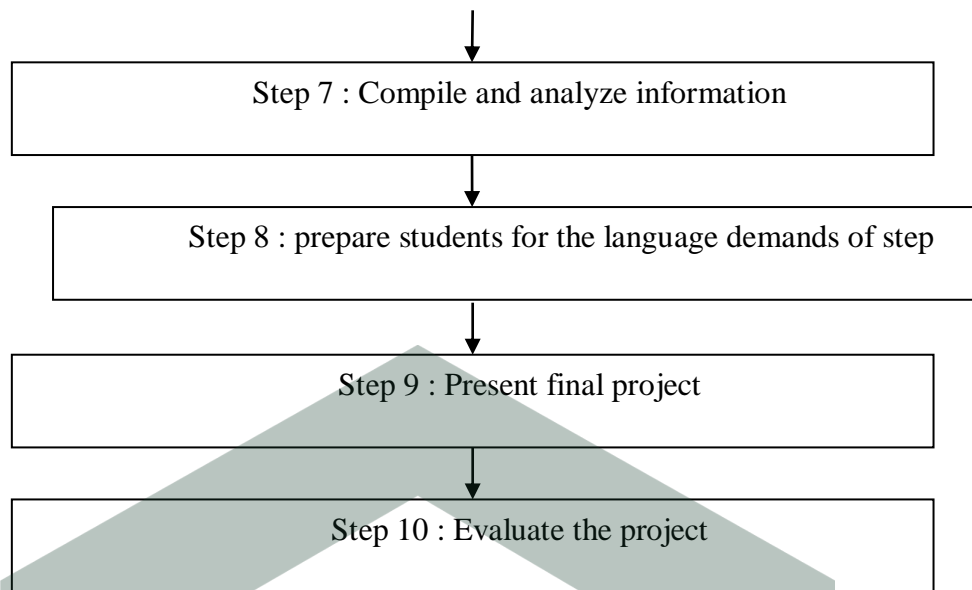 Step 7 : Compile and analyze information
Step 8 : prepare students for the language demands of step
Step 9 : Present final project
Step 10 : Evaluate the project